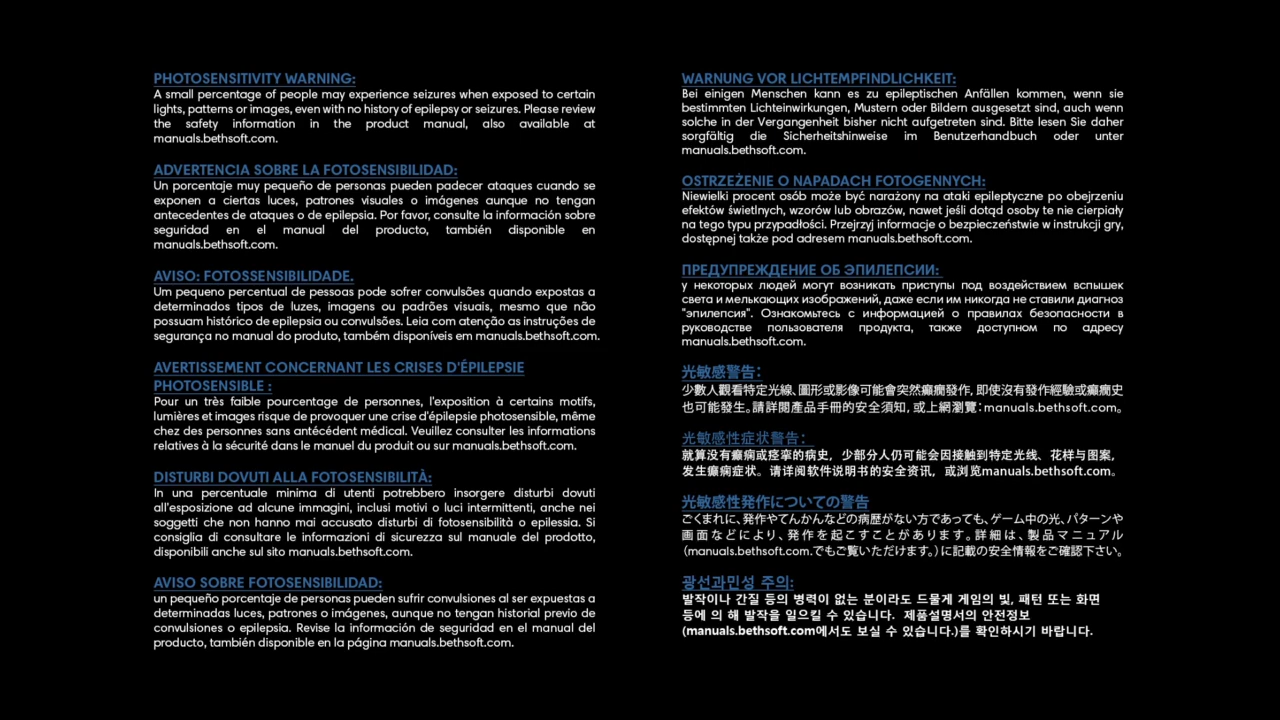 PHOTOSENSITIVITY WARNING:
A small percentage of people may experience seizures when exposed to certain
lights, patterns or images, even with no history of epilepsy or seizures. Please review
the safety information in the product manual, also available at
manuals.bethsoft.com.
ADVERTENCIA SOBRE LA FOTOSENSIBILIDAD:
Un porcentaje muy pequeño de personas pueden padecer ataques cuando se
exponen a ciertas luces, patrones visuales o imágenes aunque no tengan
antecedentes de ataques o de epilepsia. Por favor, consulte la información sobre
seguridad en el manual del producto, también disponible en
manuals.bethsoft.com.
AVISO: FOTOSSENSIBILIDADE.
Um pequeno percentual de pessoas pode sofrer convulsões quando expostas a
determinados tipos de luzes, imagens ou padrões visuais, mesmo que não
possuam histórico de epilepsia ou convulsões. Leia com atenção as instruções de
segurança no manual do produto, também disponíveis em manuals.bethsoft.com.
AVERTISSEMENT CONCERNANT LES CRISES D'ÉPILEPSIE
PHOTOSENSIBLE :
Pour un très faible pourcentage de personnes, l'exposition à certains motifs,
lumières et images risque de provoquer une crise d'épilepsie photosensible, même
chez des personnes sans antécédent médical. Veuillez consulter les informations
relatives à la sécurité dans le manuel du produit ou sur manuals.bethsoft.com.
DISTURBI DOVUTI ALLA FOTOSENSIBILITÀ:
In una percentuale minima di utenti potrebbero insorgere disturbi dovuti
all'esposizione ad alcune immagini, inclusi motivi o luci intermittenti, anche nei
soggetti che non hanno mai accusato disturbi di fotosensibilità o epilessia. Si
consiglia di consultare le informazioni di sicurezza sul manuale del prodotto,
disponibili anche sul sito manuals.bethsoft.com.
AVISO SOBRE FOTOSENSIBILIDAD:
un pequeño porcentaje de personas pueden sufrir convulsiones al ser expuestas a
determinadas luces, patrones o imágenes, aunque no tengan historial previo de
convulsiones o epilepsia. Revise la información de seguridad en el manual del
producto, también disponible en la página manuals.bethsoft.com.
WARNUNG VOR LICHTEMPFINDLICHKEIT:
Bei einigen Menschen kann es zu epileptischen Anfällen kommen, wenn sie
bestimmten Lichteinwirkungen, Mustern oder Bildern ausgesetzt sind, auch wenn
solche in der Vergangenheit bisher nicht aufgetreten sind. Bitte lesen Sie daher
sorgfältig die Sicherheitshinweise im Benutzerhandbuch oder unter
manuals.bethsoft.com.
OSTRZEŻENIE O NAPADACH FOTOGENNYCH:
Niewielki procent osób może być narażony na ataki epileptyczne po obejrzeniu
efektów świetlnych, wzorów lub obrazów, nawet jeśli dotąd osoby te nie cierpiały
na tego typu przypadłości. Przejrzyj informacje o bezpieczeństwie w instrukcji gry,
dostępnej także pod adresem manuals.bethsoft.com.
ПРЕДУПРЕЖДЕНИЕ ОБ ЭПИЛЕПСИИ:
у некоторых людей могут возникать приступы под воздействием вспышек
света и мелькающих изображений, даже если им никогда не ставили диагноз
"эпилепсия". Ознакомьтесь с информацией о правилах безопасности в
руководстве пользователя продукта, также доступном по адресу
manuals.bethsoft.com.
光敏感警告：
少數人觀看特定光線、圖形或影像可能會突然癲癇發作，即使沒有發作經驗或癲癇史
也可能發生。請詳閱產品手冊的安全須知，或上網瀏覽：manuals.bethsoft.com。
光敏感性症状警告：
就算没有癫痫或痉挛的病史，少部分人仍可能会因接触到特定光线、花样与图案，
发生癫痫症状。请详阅软件说明书的安全资讯，或浏览manuals.bethsoft.com。
光敏感性発作についての警告
ごくまれに、発作やてんかんなどの病歴がない方であっても、ゲーム中の光、パターンや
画面などにより、発作を起こすことがあります。詳細は、製品マニュアル
（manuals.bethsoft.com.でもご覧いただけます。）に記載の安全情報をご確認下さい。
광선과민성 주의:
발작이나 간질 등의 병력이 없는 분이라도 드물게 게임의 빛, 패턴 또는 화면
등에 의 해 발작을 일으킬 수 있습니다. 제품설명서의 안전정보
(manuals.bethsoft.com에서도 보실 수 있습니다.)를 확인하시기 바랍니다.